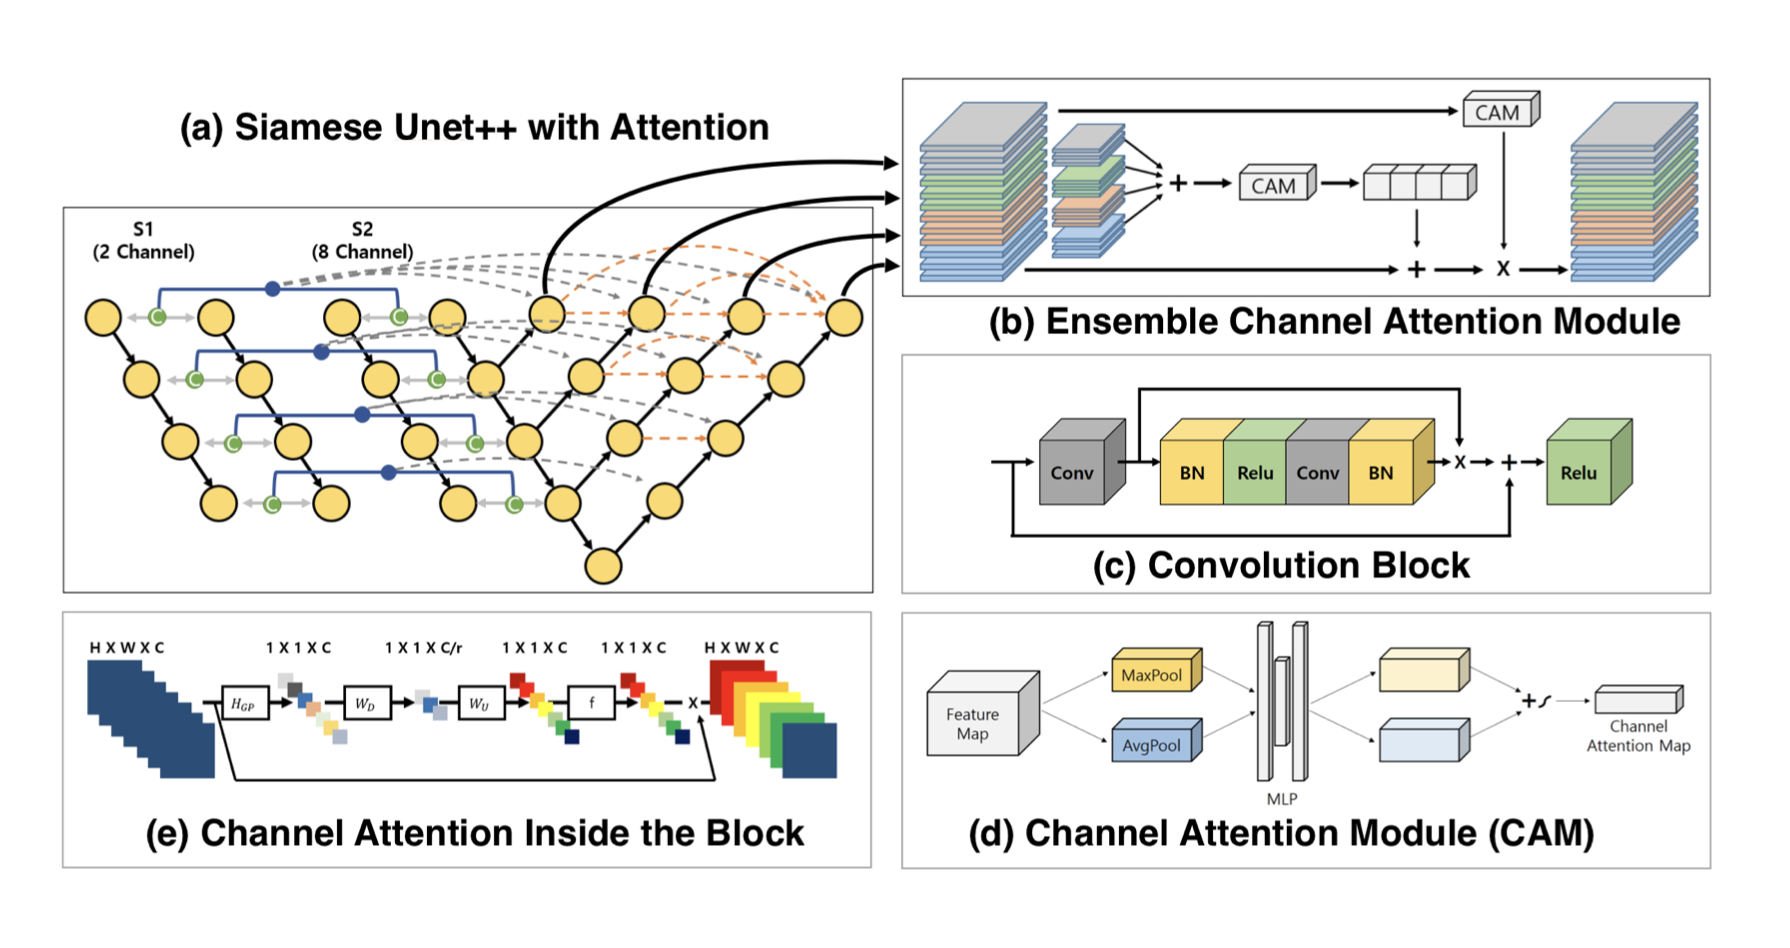 (a) Siamese Unet++ with Attention
S1
(2 Channel)
S2
(8 Channel)
C
C
C
C
C
C
C
C
CAM
+
CAM
+
X
(b) Ensemble Channel Attention Module
Conv
BN
Relu
Conv
BN
X
+
Relu
(c) Convolution Block
H X W X C
1 X 1 X C
1 X 1 X C/r
1 X 1 X C
1 X 1 X C
H X W X C
H_GP
W_D
W_U
f
X
(e) Channel Attention Inside the Block
Feature
Map
MaxPool
AvgPool
MLP
+∫
Channel
Attention Map
(d) Channel Attention Module (CAM)